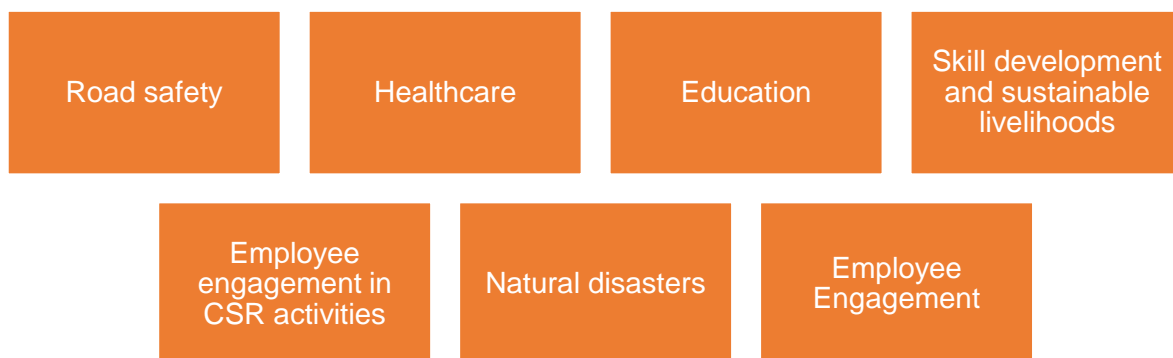 Road safety
Healthcare
Education
Skill development
and sustainable
livelihoods
Employee
engagement in
CSR activities
Natural disasters
Employee
Engagement